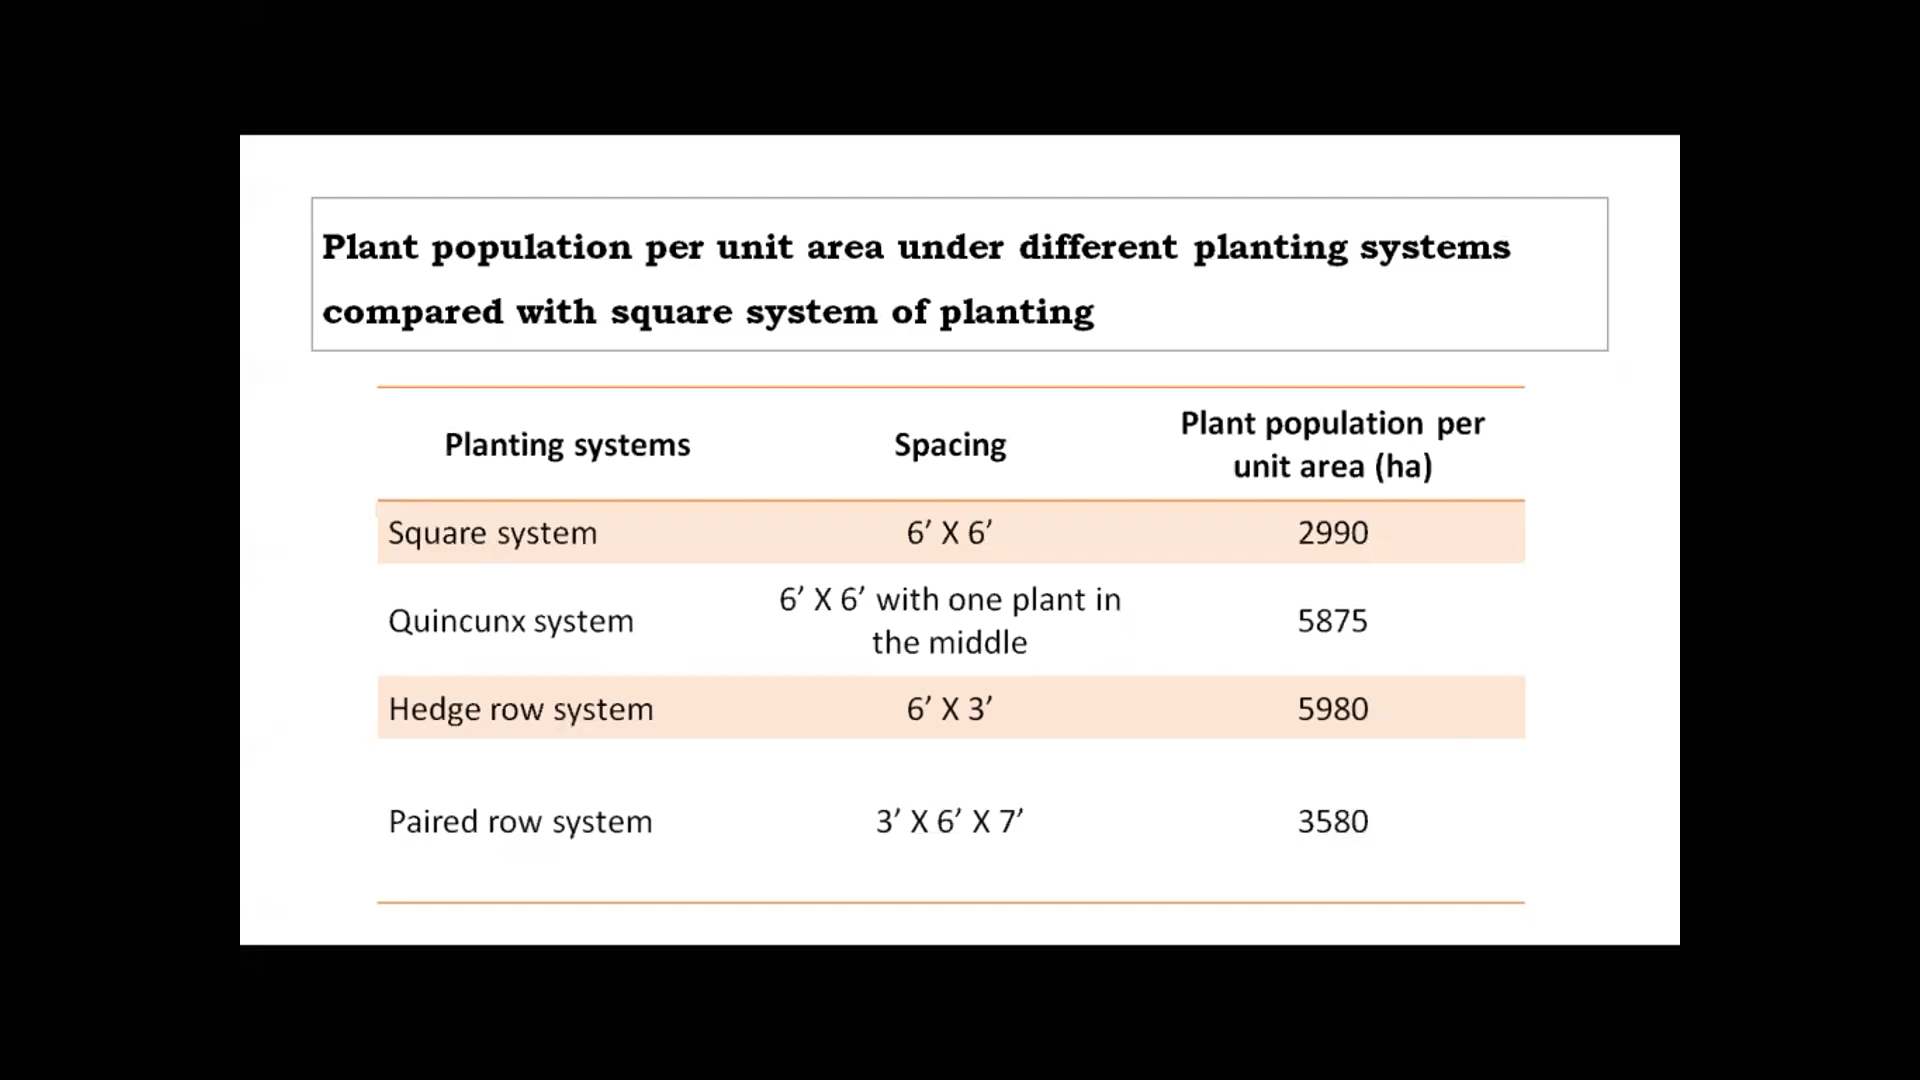 Plant population per unit area under different planting systems
compared with square system of planting
Planting systems
Spacing
Plant population per
unit area (ha)
Square system
6’ X 6’
2990
Quincunx system
6’ X 6’ with one plant in
the middle
5875
Hedge row system
6’ X 3’
5980
Paired row system
3’ X 6’ X 7’
3580